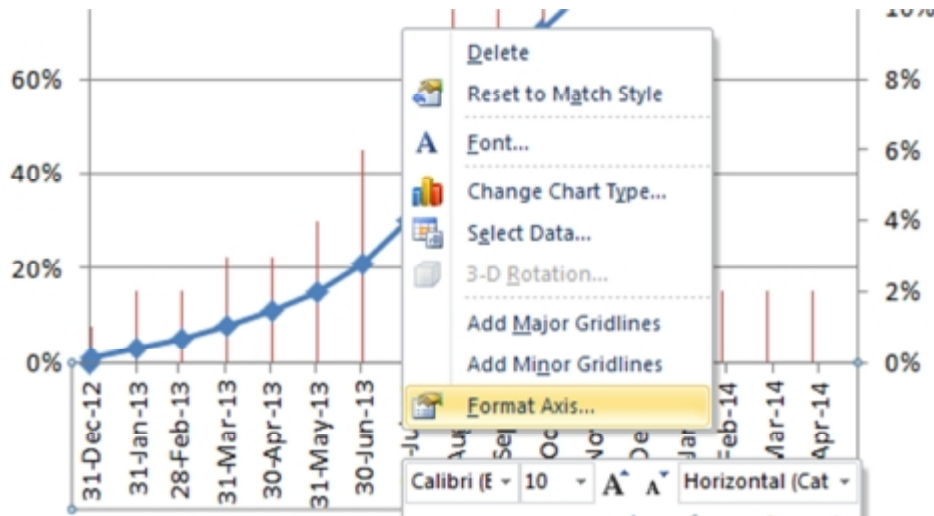 10%
60%
8%
40%
6%
20%
4%
2%
0%
0%
Delete
Reset to Match Style
Font...
Change Chart Type...
Select Data...
3-D Rotation...
Add Major Gridlines
Add Minor Gridlines
Format Axis...
31-Dec-12
31-Jan-13
28-Feb-13
31-Mar-13
30-Apr-13
31-May-13
30-Jun-13
Feb-14
Mar-14
Apr-14
Calibri (E
10
A
A
Horizontal (Cat